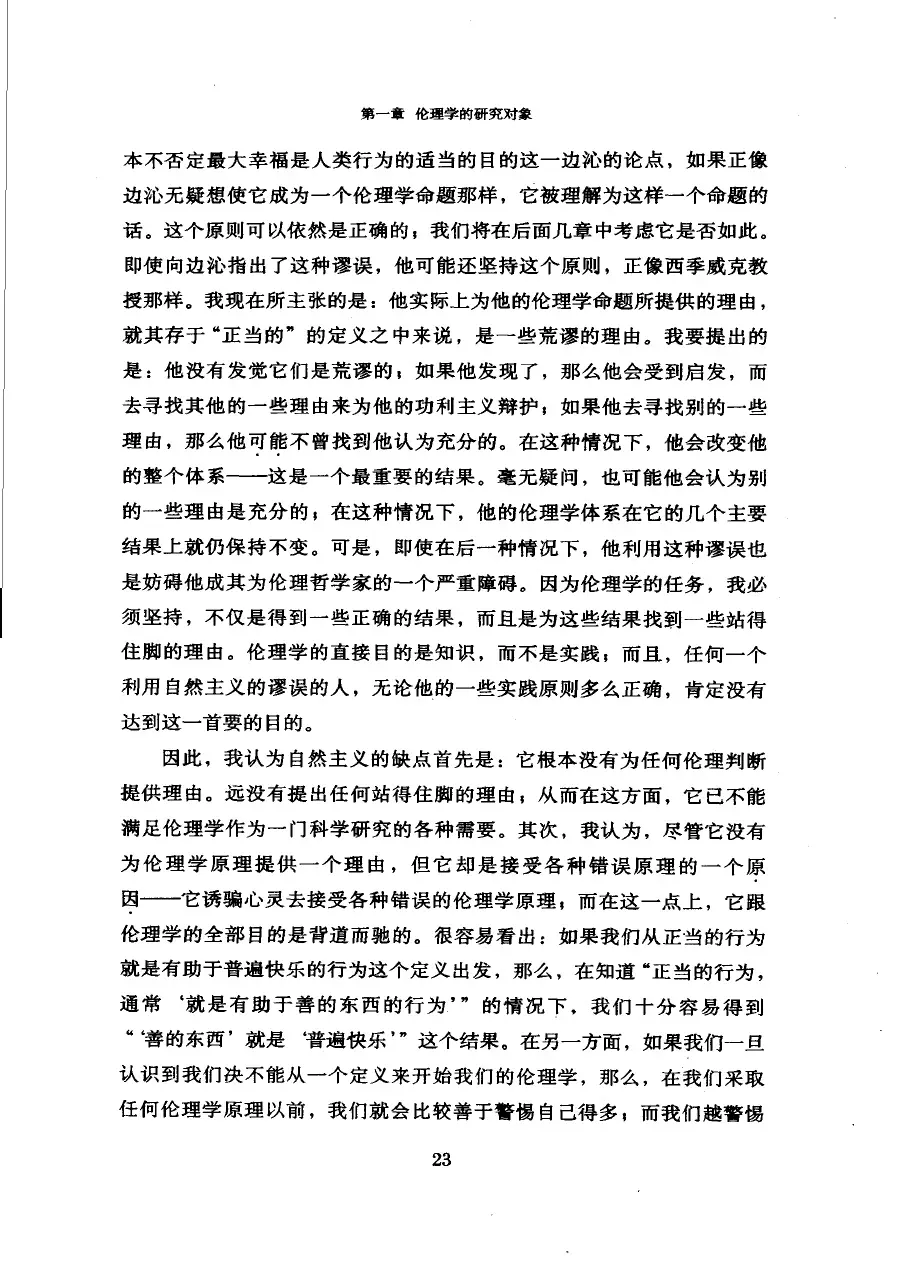 第一章 伦理学的研究对象
本不否定最大幸福是人类行为的适当的目的这一边沁的论点，如果正像
边沁无疑想使它成为一个伦理学命题那样，它被理解为这样一个命题的
话。这个原则可以依然是正确的；我们将在后面几章中考虑它是否如此。
即使向边沁指出了这种谬误，他可能还坚持这个原则，正像西季威克教
授那样。我现在所主张的是：他实际上为他的伦理学命题所提供的理由，
就其存于“正当的”的定义之中来说，是一些荒谬的理由。我要提出的
是：他没有发觉它们是荒谬的；如果他发现了，那么他会受到启发，而
去寻找其他的一些理由来为他的功利主义辩护；如果他去寻找别的一些
理由，那么他可能不曾找到他认为充分的。在这种情况下，他会改变他
的整个体系——这是一个最重要的结果。毫无疑问，也可能他会认为别
的一些理由是充分的；在这种情况下，他的伦理学体系在它的几个主要
结果上就仍保持不变。可是，即使在后一种情况下，他利用这种谬误也
是妨碍他成其为伦理哲学家的一个严重障碍。因为伦理学的任务，我必
须坚持，不仅是得到一些正确的结果，而且是为这些结果找到一些站得
住脚的理由。伦理学的直接目的是知识，而不是实践；而且，任何一个
利用自然主义的谬误的人，无论他的一些实践原则多么正确，肯定没有
达到这一首要的目的。
因此，我认为自然主义的缺点首先是：它根本没有为任何伦理判断
提供理由。远没有提出任何站得住脚的理由；从而在这方面，它已不能
满足伦理学作为一门科学研究的各种需要。其次，我认为，尽管它没有
为伦理学原理提供一个理由，但它却是接受各种错误原理的一个原
因——它诱骗心灵去接受各种错误的伦理学原理；而在这一点上，它跟
伦理学的全部目的是背道而驰的。很容易看出：如果我们从正当的行为
就是有助于普遍快乐的行为这个定义出发，那么，在知道“正当的行为，
通常‘就是有助于善的东西的行为’”的情况下，我们十分容易得到
“‘善的东西’就是‘普遍快乐’”这个结果。在另一方面，如果我们一旦
认识到我们决不能从一个定义来开始我们的伦理学，那么，在我们采取
任何伦理学原理以前，我们就会比较善于警惕自己得多；而我们越警惕
23